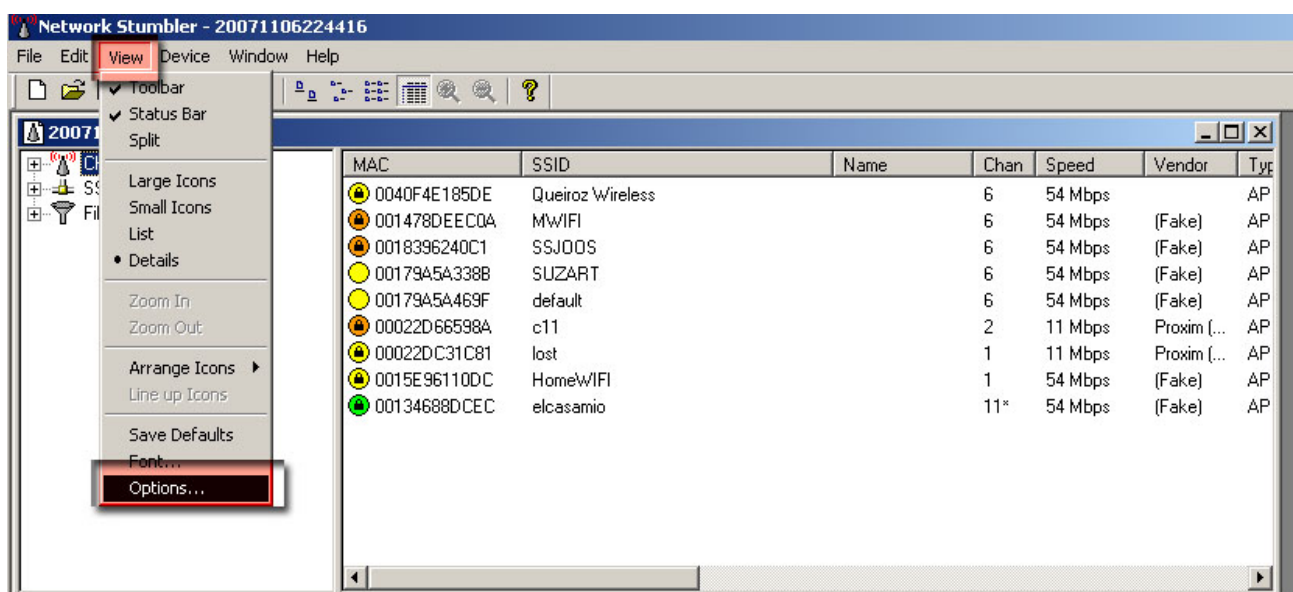 Network Stumbler - 20071106224416
File Edit View Device Window Help
Toolbar
Status Bar
Split
Large Icons
Small Icons
List
Details
Zoom In
Zoom Out
Arrange Icons
Line up Icons
Save Defaults
Font...
Options...
20071
MAC SSID Name Chan Speed Vendor Typ
0040F4E185DE Queiroz Wireless 6 54 Mbps AP
001478DEEC0A MWIFI 6 54 Mbps (Fake) AP
0018396240C1 SSJOOS 6 54 Mbps (Fake) AP
00179A5A338B SUZART 6 54 Mbps (Fake) AP
00179A5A469F default 6 54 Mbps (Fake) AP
00022D66598A c11 2 11 Mbps Proxim (... AP
00022DC31C81 lost 1 11 Mbps Proxim (... AP
0015E96110DC HomeWIFI 1 54 Mbps (Fake) AP
00134688DCEC elcasamio 11* 54 Mbps (Fake) AP